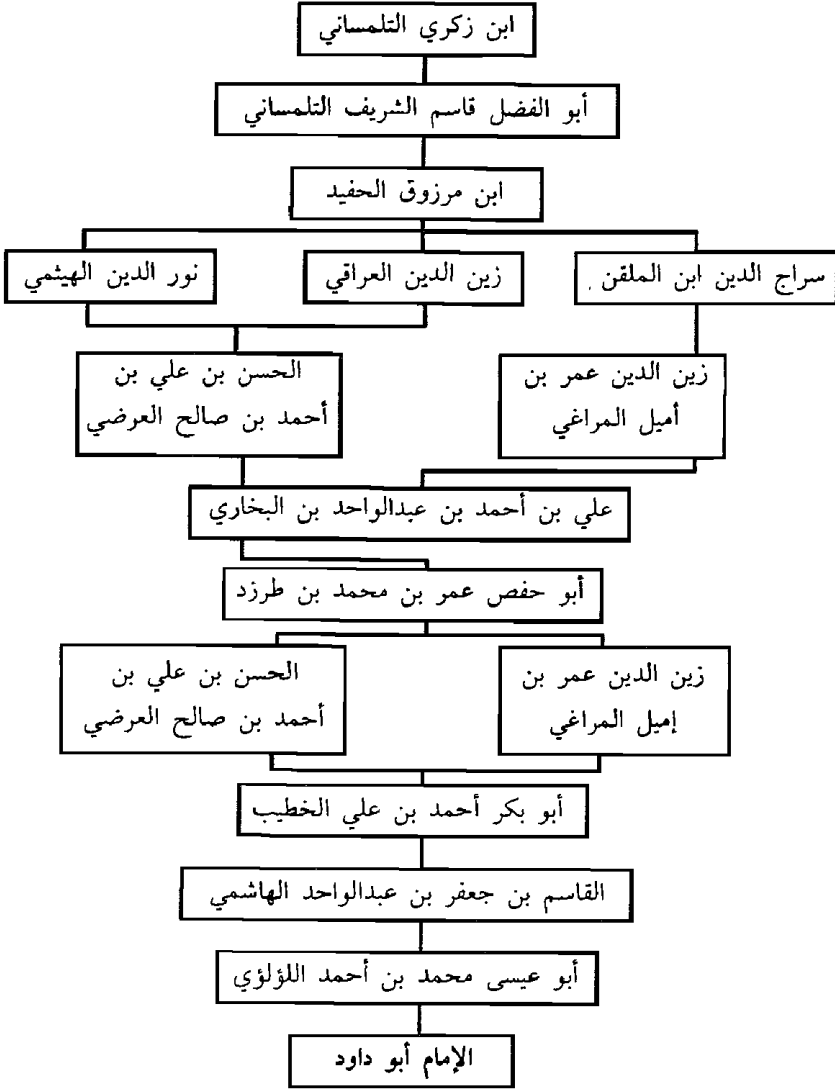 ابن زكري التلمساني
أبو الفضل قاسم الشريف التلمساني
ابن مرزوق الحفيد
سراج الدين ابن الملقن
زين الدين العراقي
نور الدين الهيثمي
زين الدين عمر بن
أميل المراغي
الحسن بن علي بن
أحمد بن صالح العرضي
علي بن أحمد بن عبدالواحد بن البخاري
أبو حفص عمر بن محمد بن طرزد
زين الدين عمر بن
إميل المراغي
الحسن بن علي بن
أحمد بن صالح العرضي
أبو بكر أحمد بن علي الخطيب
القاسم بن جعفر بن عبدالواحد الهاشمي
أبو عيسى محمد بن أحمد اللؤلؤي
الإمام أبو داود